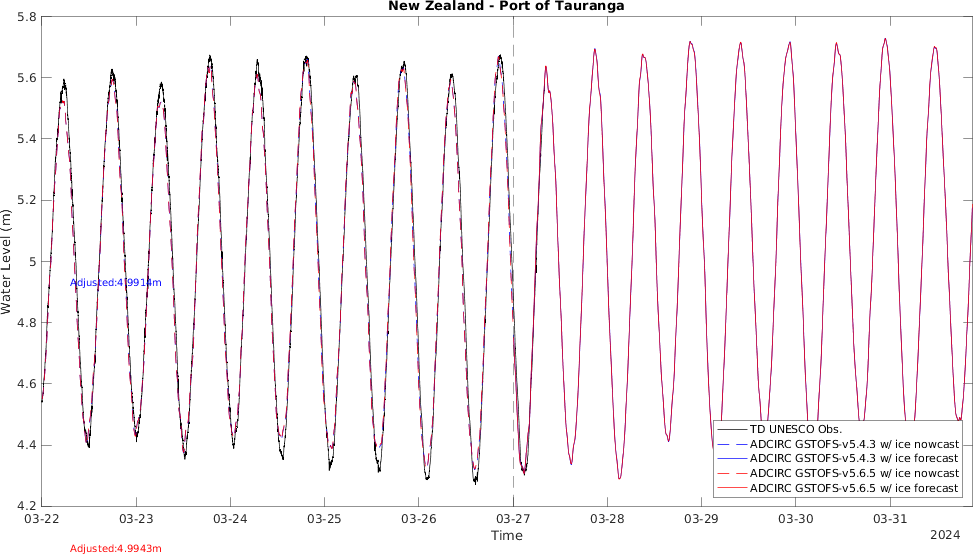 New Zealand - Port of Tauranga
5.8
5.6
5.4
5.2
5
4.8
4.6
4.4
4.2
Water Level (m)
Adjusted:4.9914m
TD UNESCO Obs.
ADCIRC GSTOFS-v5.4.3 w/ ice nowcast
ADCIRC GSTOFS-v5.4.3 w/ ice forecast
ADCIRC GSTOFS-v5.6.5 w/ ice nowcast
ADCIRC GSTOFS-v5.6.5 w/ ice forecast
03-22 03-23 03-24 03-25 03-26 03-27 03-28 03-29 03-30 03-31
Time
2024
Adjusted:4.9943m